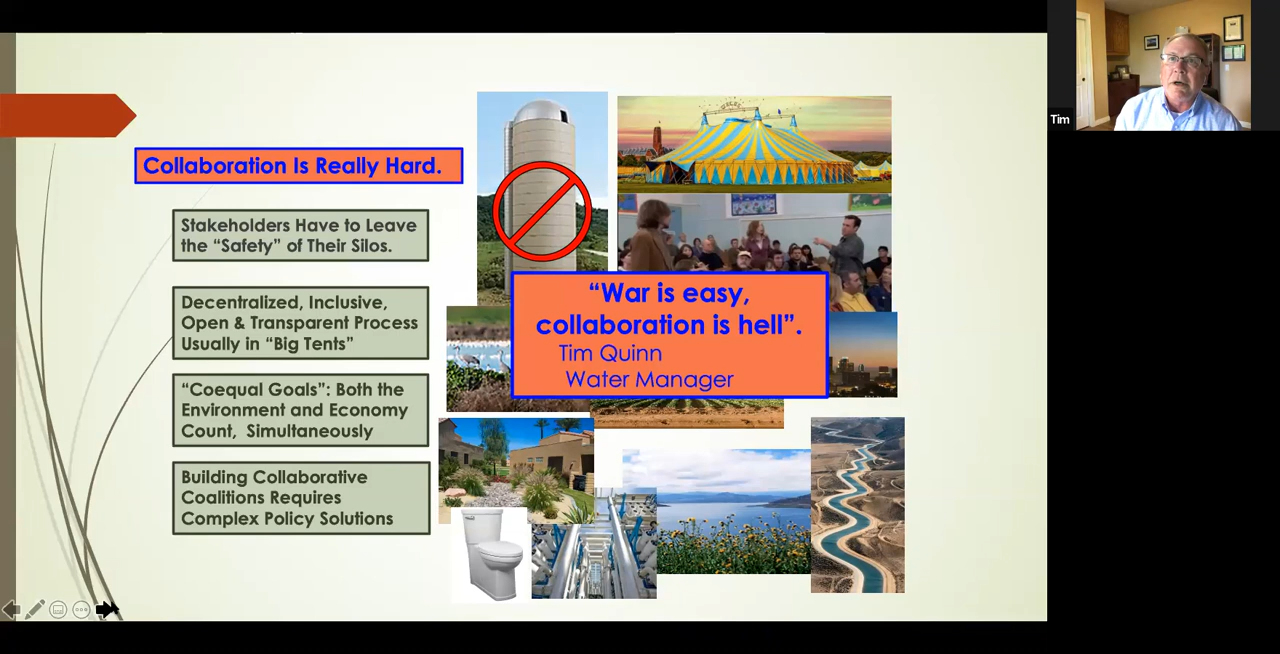 Collaboration Is Really Hard.
Stakeholders Have to Leave
the “Safety” of Their Silos.
Decentralized, Inclusive,
Open & Transparent Process
Usually in “Big Tents”
“Coequal Goals”: Both the
Environment and Economy
Count, Simultaneously
Building Collaborative
Coalitions Requires
Complex Policy Solutions
“War is easy,
collaboration is hell”.
Tim Quinn
Water Manager
Tim